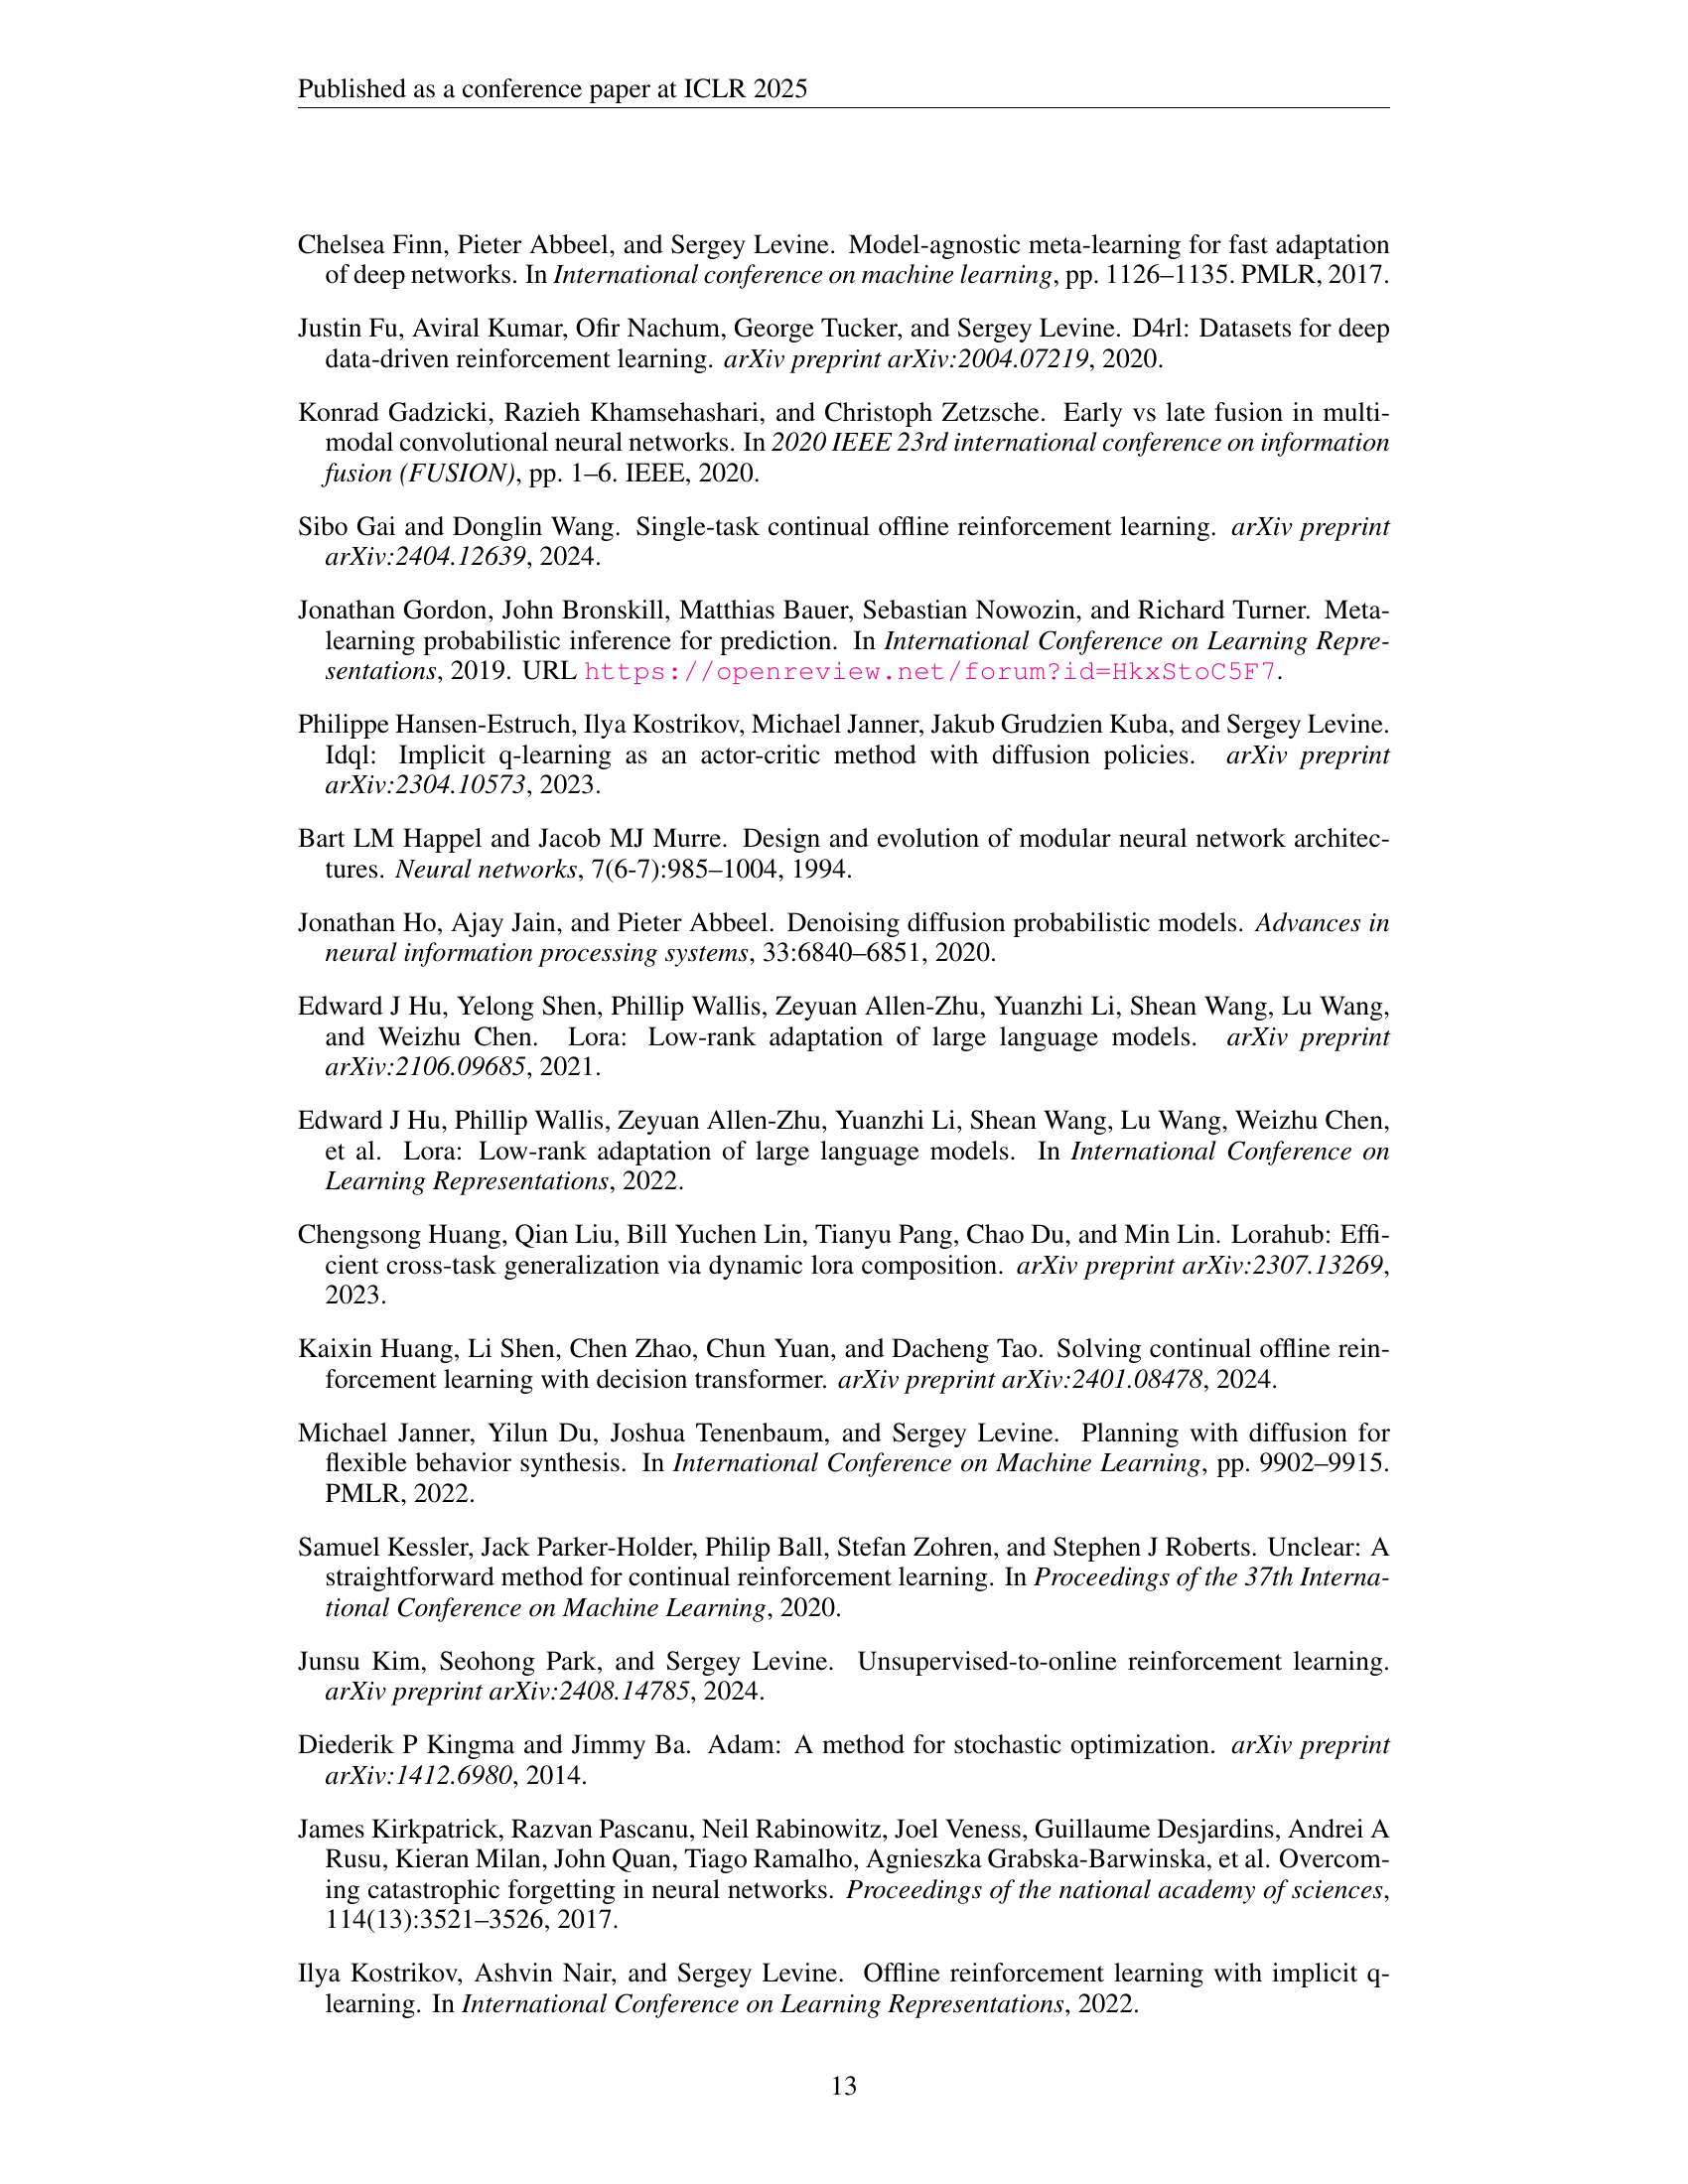 Published as a conference paper at ICLR 2025
Chelsea Finn, Pieter Abbeel, and Sergey Levine. Model-agnostic meta-learning for fast adaptation
of deep networks. In International conference on machine learning, pp. 1126–1135. PMLR, 2017.
Justin Fu, Aviral Kumar, Ofir Nachum, George Tucker, and Sergey Levine. D4rl: Datasets for deep
data-driven reinforcement learning. arXiv preprint arXiv:2004.07219, 2020.
Konrad Gadzicki, Razieh Khamsehashari, and Christoph Zetzsche. Early vs late fusion in multi-
modal convolutional neural networks. In 2020 IEEE 23rd international conference on information
fusion (FUSION), pp. 1–6. IEEE, 2020.
Sibo Gai and Donglin Wang. Single-task continual offline reinforcement learning. arXiv preprint
arXiv:2404.12639, 2024.
Jonathan Gordon, John Bronskill, Matthias Bauer, Sebastian Nowozin, and Richard Turner. Meta-
learning probabilistic inference for prediction. In International Conference on Learning Repre-
sentations, 2019. URL https://openreview.net/forum?id=HkxStoC5F7.
Philippe Hansen-Estruch, Ilya Kostrikov, Michael Janner, Jakub Grudzien Kuba, and Sergey Levine.
Idql: Implicit q-learning as an actor-critic method with diffusion policies. arXiv preprint
arXiv:2304.10573, 2023.
Bart LM Happel and Jacob MJ Murre. Design and evolution of modular neural network architec-
tures. Neural networks, 7(6-7):985–1004, 1994.
Jonathan Ho, Ajay Jain, and Pieter Abbeel. Denoising diffusion probabilistic models. Advances in
neural information processing systems, 33:6840–6851, 2020.
Edward J Hu, Yelong Shen, Phillip Wallis, Zeyuan Allen-Zhu, Yuanzhi Li, Shean Wang, Lu Wang,
and Weizhu Chen. Lora: Low-rank adaptation of large language models. arXiv preprint
arXiv:2106.09685, 2021.
Edward J Hu, Phillip Wallis, Zeyuan Allen-Zhu, Yuanzhi Li, Shean Wang, Lu Wang, Weizhu Chen,
et al. Lora: Low-rank adaptation of large language models. In International Conference on
Learning Representations, 2022.
Chengsong Huang, Qian Liu, Bill Yuchen Lin, Tianyu Pang, Chao Du, and Min Lin. Lorahub: Effi-
cient cross-task generalization via dynamic lora composition. arXiv preprint arXiv:2307.13269,
2023.
Kaixin Huang, Li Shen, Chen Zhao, Chun Yuan, and Dacheng Tao. Solving continual offline rein-
forcement learning with decision transformer. arXiv preprint arXiv:2401.08478, 2024.
Michael Janner, Yilun Du, Joshua Tenenbaum, and Sergey Levine. Planning with diffusion for
flexible behavior synthesis. In International Conference on Machine Learning, pp. 9902–9915.
PMLR, 2022.
Samuel Kessler, Jack Parker-Holder, Philip Ball, Stefan Zohren, and Stephen J Roberts. Unclear: A
straightforward method for continual reinforcement learning. In Proceedings of the 37th Interna-
tional Conference on Machine Learning, 2020.
Junsu Kim, Seohong Park, and Sergey Levine. Unsupervised-to-online reinforcement learning.
arXiv preprint arXiv:2408.14785, 2024.
Diederik P Kingma and Jimmy Ba. Adam: A method for stochastic optimization. arXiv preprint
arXiv:1412.6980, 2014.
James Kirkpatrick, Razvan Pascanu, Neil Rabinowitz, Joel Veness, Guillaume Desjardins, Andrei A
Rusu, Kieran Milan, John Quan, Tiago Ramalho, Agnieszka Grabska-Barwinska, et al. Overcom-
ing catastrophic forgetting in neural networks. Proceedings of the national academy of sciences,
114(13):3521–3526, 2017.
Ilya Kostrikov, Ashvin Nair, and Sergey Levine. Offline reinforcement learning with implicit q-
learning. In International Conference on Learning Representations, 2022.
13